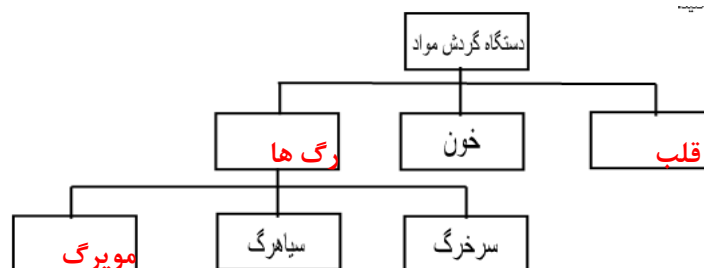 دستگاه گردش مواد
قلب
خون
رگ ها
سرخرگ
سیاهرگ
مویرگ